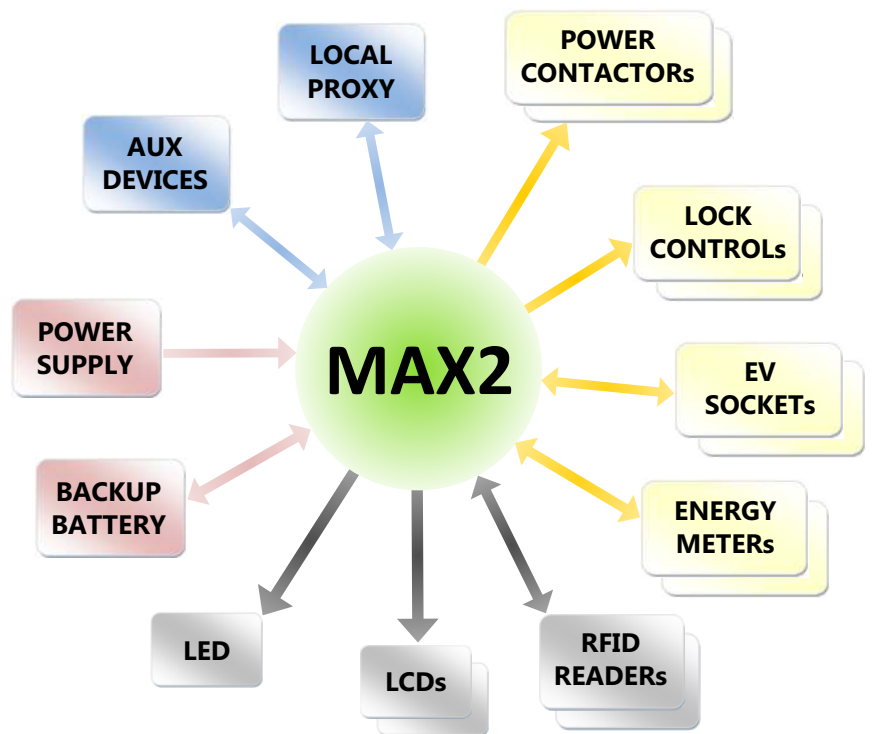 LOCAL
PROXY
POWER
CONTACTORs
AUX
DEVICES
LOCK
CONTROLs
POWER
SUPPLY
MAX2
EV
SOCKETs
BACKUP
BATTERY
ENERGY
METERs
LED
LCDs
RFID
READERs